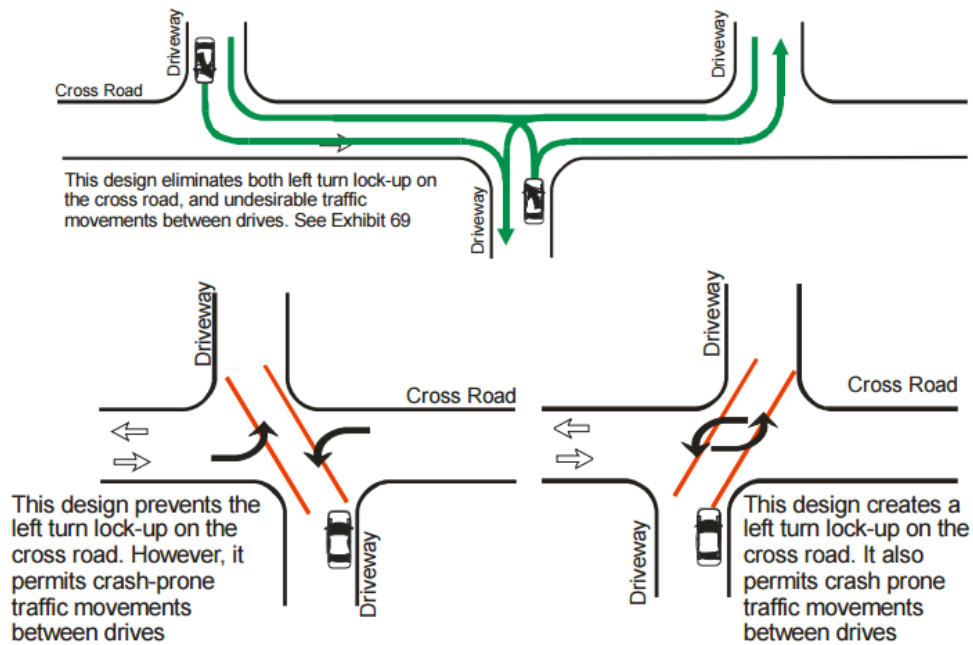 Driveway
Driveway
Cross Road
This design eliminates both left turn lock-up on
the cross road, and undesirable traffic
movements between drives. See Exhibit 69
Driveway
Driveway
Cross Road
This design prevents the
left turn lock-up on the
cross road. However, it
permits crash-prone
traffic movements
between drives
Driveway
Driveway
Cross Road
Driveway
This design creates a
left turn lock-up on the
cross road. It also
permits crash prone
traffic movements
between drives